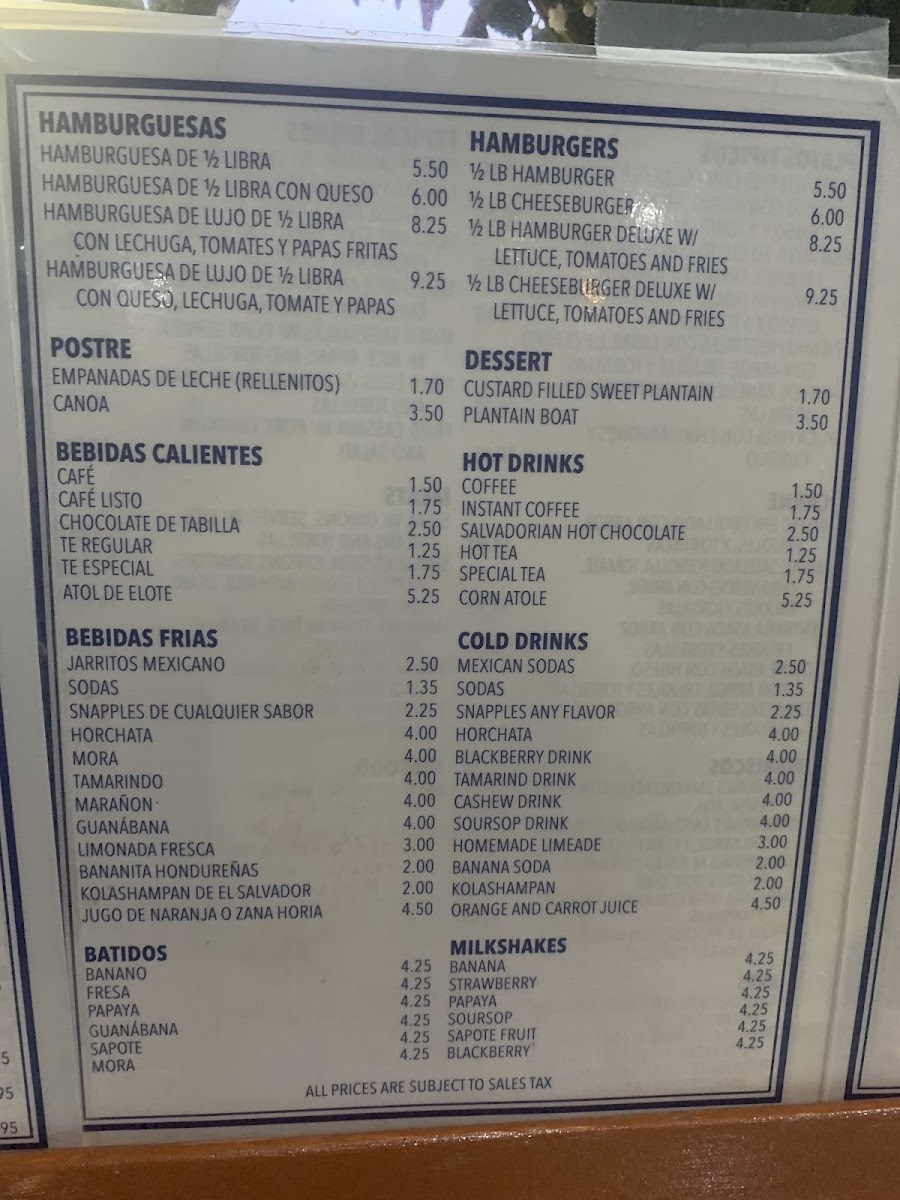 HAMBURGUESAS
HAMBURGUESA DE ½ LIBRA 5.50
HAMBURGUESA DE ½ LIBRA CON QUESO 6.00
HAMBURGUESA DE LUJO DE ½ LIBRA 8.25
CON LECHUGA, TOMATES Y PAPAS FRITAS
HAMBURGUESA DE LUJO DE ½ LIBRA 9.25
CON QUESO, LECHUGA, TOMATE Y PAPAS
POSTRE
EMPANADAS DE LECHE (RELLENITOS) 1.70
CANOA 3.50
BEBIDAS CALIENTES
CAFÉ 1.50
CAFÉ LISTO 1.75
CHOCOLATE DE TABILLA 2.50
TE REGULAR 1.25
TE ESPECIAL 1.75
ATOL DE ELOTE 5.25
BEBIDAS FRIAS
JARRITOS MEXICANO 2.50
SODAS 1.35
SNAPPLES DE CUALQUIER SABOR 2.25
HORCHATA 4.00
MORA 4.00
TAMARINDO 4.00
MARAÑON 4.00
GUANÁBANA 4.00
LIMONADA FRESCA 3.00
BANANITA HONDUREÑAS 2.00
KOLASHAMPAN DE EL SALVADOR 2.00
JUGO DE NARANJA O ZANA HORIA 4.50
BATIDOS
BANANO 4.25
FRESA 4.25
PAPAYA 4.25
GUANÁBANA 4.25
SAPOTE 4.25
MORA 4.25
HAMBURGERS
½ LB HAMBURGER 5.50
½ LB CHEESEBURGER 6.00
½ LB HAMBURGER DELUXE W/ 8.25
LETTUCE, TOMATOES AND FRIES
½ LB CHEESEBURGER DELUXE W/ 9.25
LETTUCE, TOMATOES AND FRIES
DESSERT
CUSTARD FILLED SWEET PLANTAIN 1.70
PLANTAIN BOAT 3.50
HOT DRINKS
COFFEE 1.50
INSTANT COFFEE 1.75
SALVADORIAN HOT CHOCOLATE 2.50
HOT TEA 1.25
SPECIAL TEA 1.75
CORN ATOLE 5.25
COLD DRINKS
MEXICAN SODAS 2.50
SODAS 1.35
SNAPPLES ANY FLAVOR 2.25
HORCHATA 4.00
BLACKBERRY DRINK 4.00
TAMARIND DRINK 4.00
CASHEW DRINK 4.00
SOURSOP DRINK 4.00
HOMEMADE LIMEADE 3.00
BANANA SODA 2.00
KOLASHAMPAN 2.00
ORANGE AND CARROT JUICE 4.50
MILKSHAKES
BANANA 4.25
STRAWBERRY 4.25
PAPAYA 4.25
SOURSOP 4.25
SAPOTE FRUIT 4.25
BLACKBERRY 4.25
ALL PRICES ARE SUBJECT TO SALES TAX